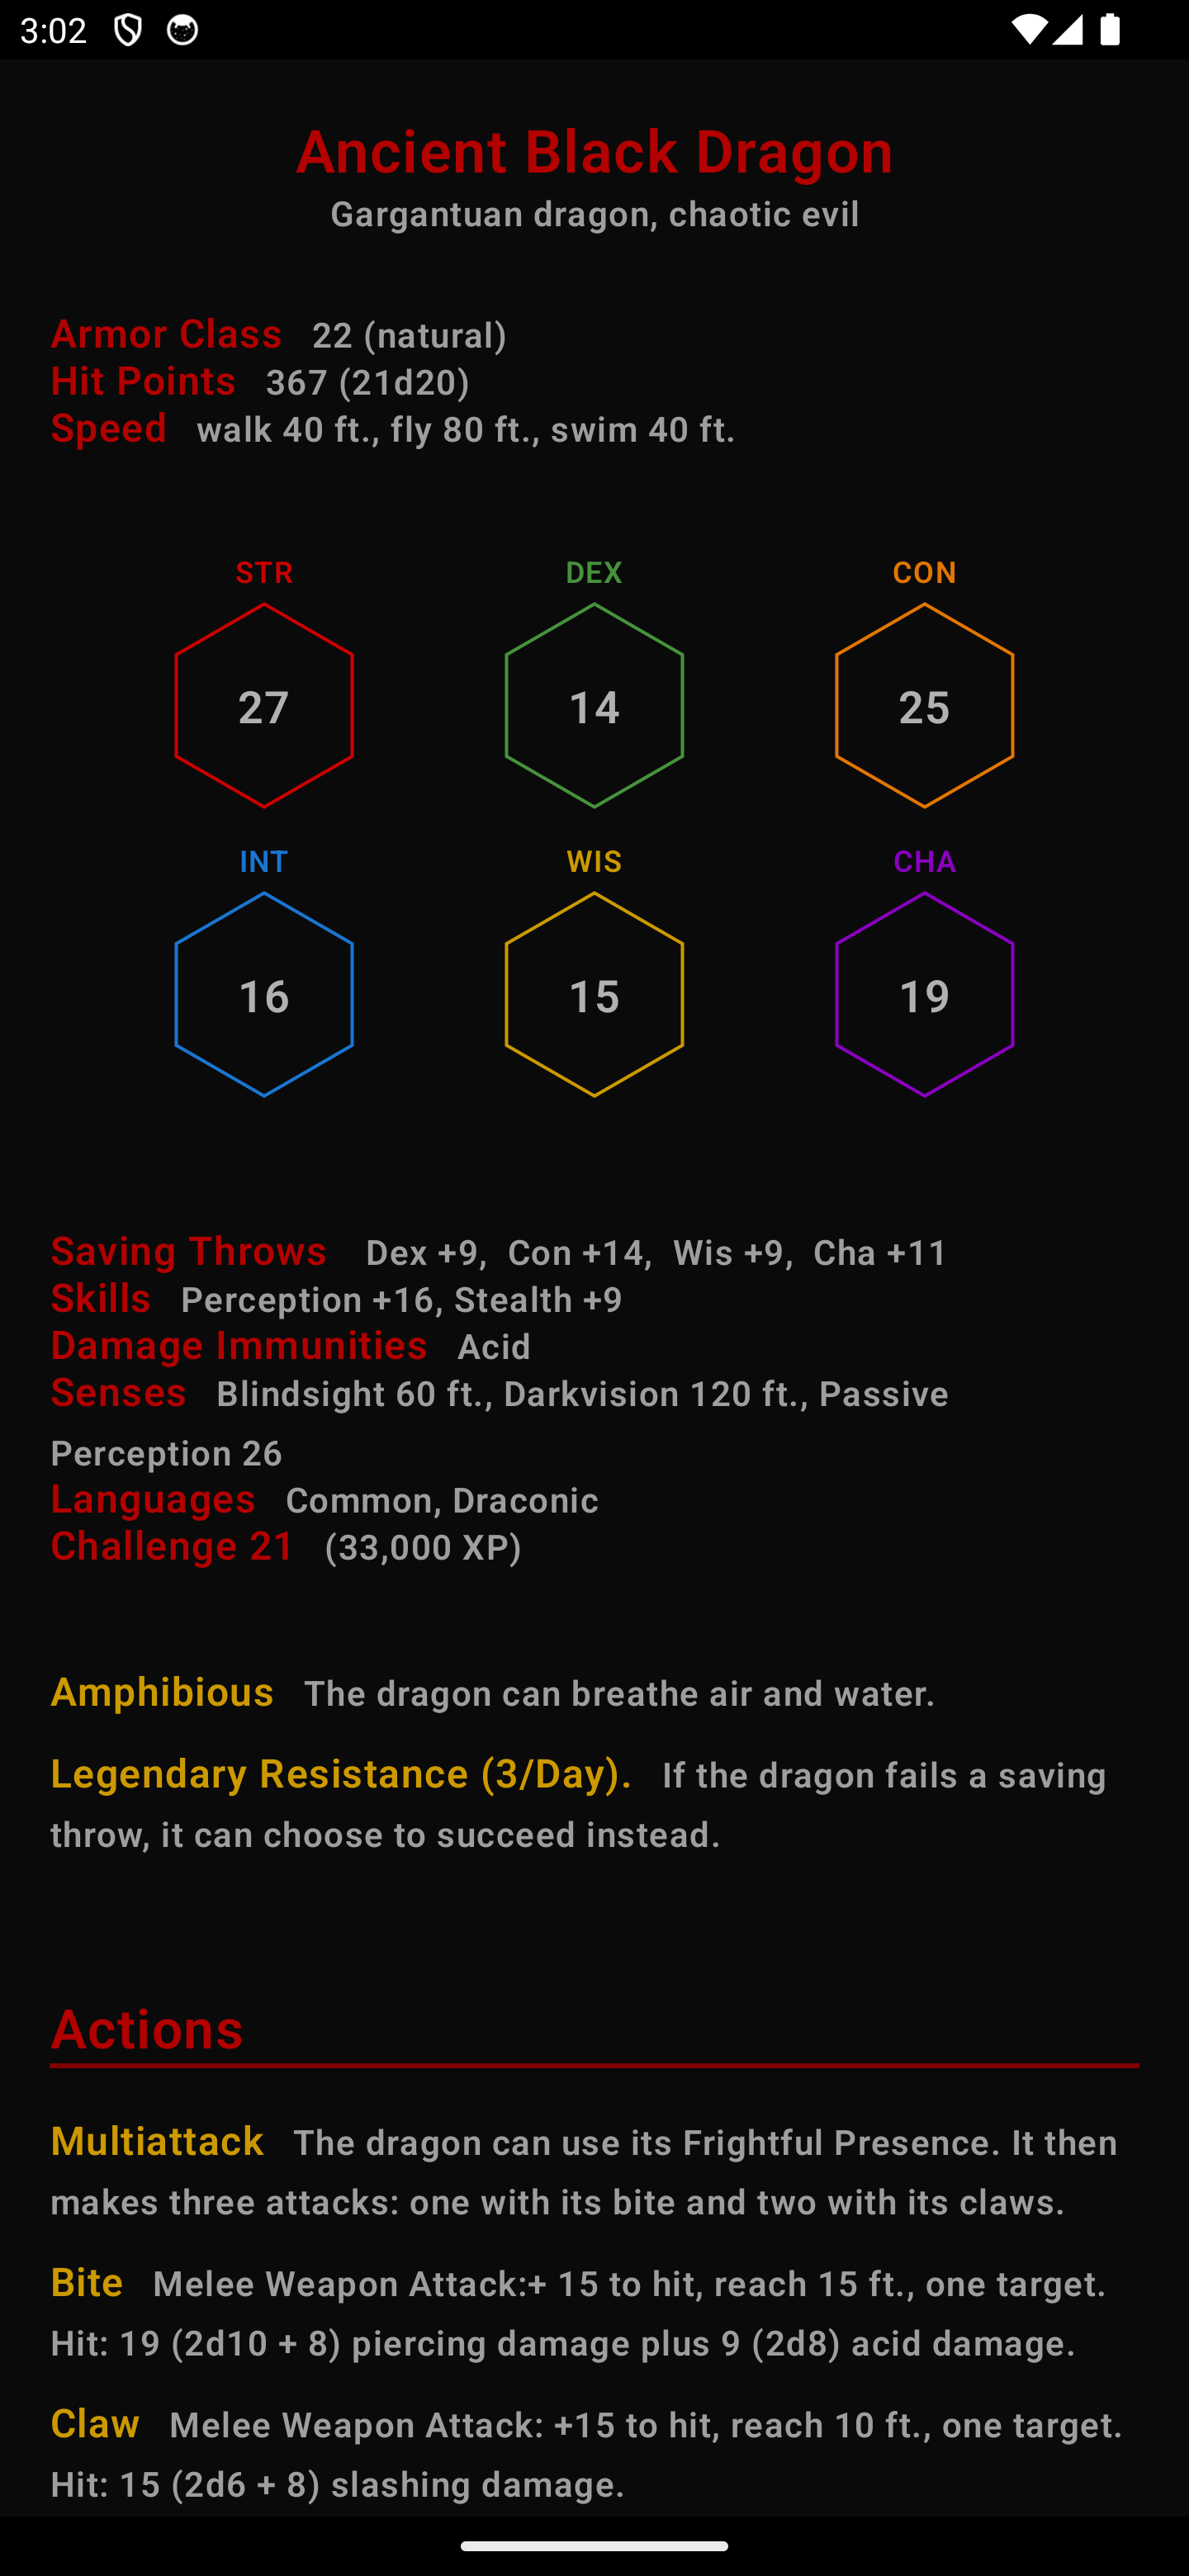 3:02
Ancient Black Dragon
Gargantuan dragon, chaotic evil
Armor Class 22 (natural)
Hit Points 367 (21d20)
Speed walk 40 ft., fly 80 ft., swim 40 ft.
STR DEX CON
27 14 25
INT WIS CHA
16 15 19
Saving Throws Dex +9, Con +14, Wis +9, Cha +11
Skills Perception +16, Stealth +9
Damage Immunities Acid
Senses Blindsight 60 ft., Darkvision 120 ft., Passive
Perception 26
Languages Common, Draconic
Challenge 21 (33,000 XP)
Amphibious The dragon can breathe air and water.
Legendary Resistance (3/Day). If the dragon fails a saving
throw, it can choose to succeed instead.
Actions
Multiattack The dragon can use its Frightful Presence. It then
makes three attacks: one with its bite and two with its claws.
Bite Melee Weapon Attack:+ 15 to hit, reach 15 ft., one target.
Hit: 19 (2d10 + 8) piercing damage plus 9 (2d8) acid damage.
Claw Melee Weapon Attack: +15 to hit, reach 10 ft., one target.
Hit: 15 (2d6 + 8) slashing damage.